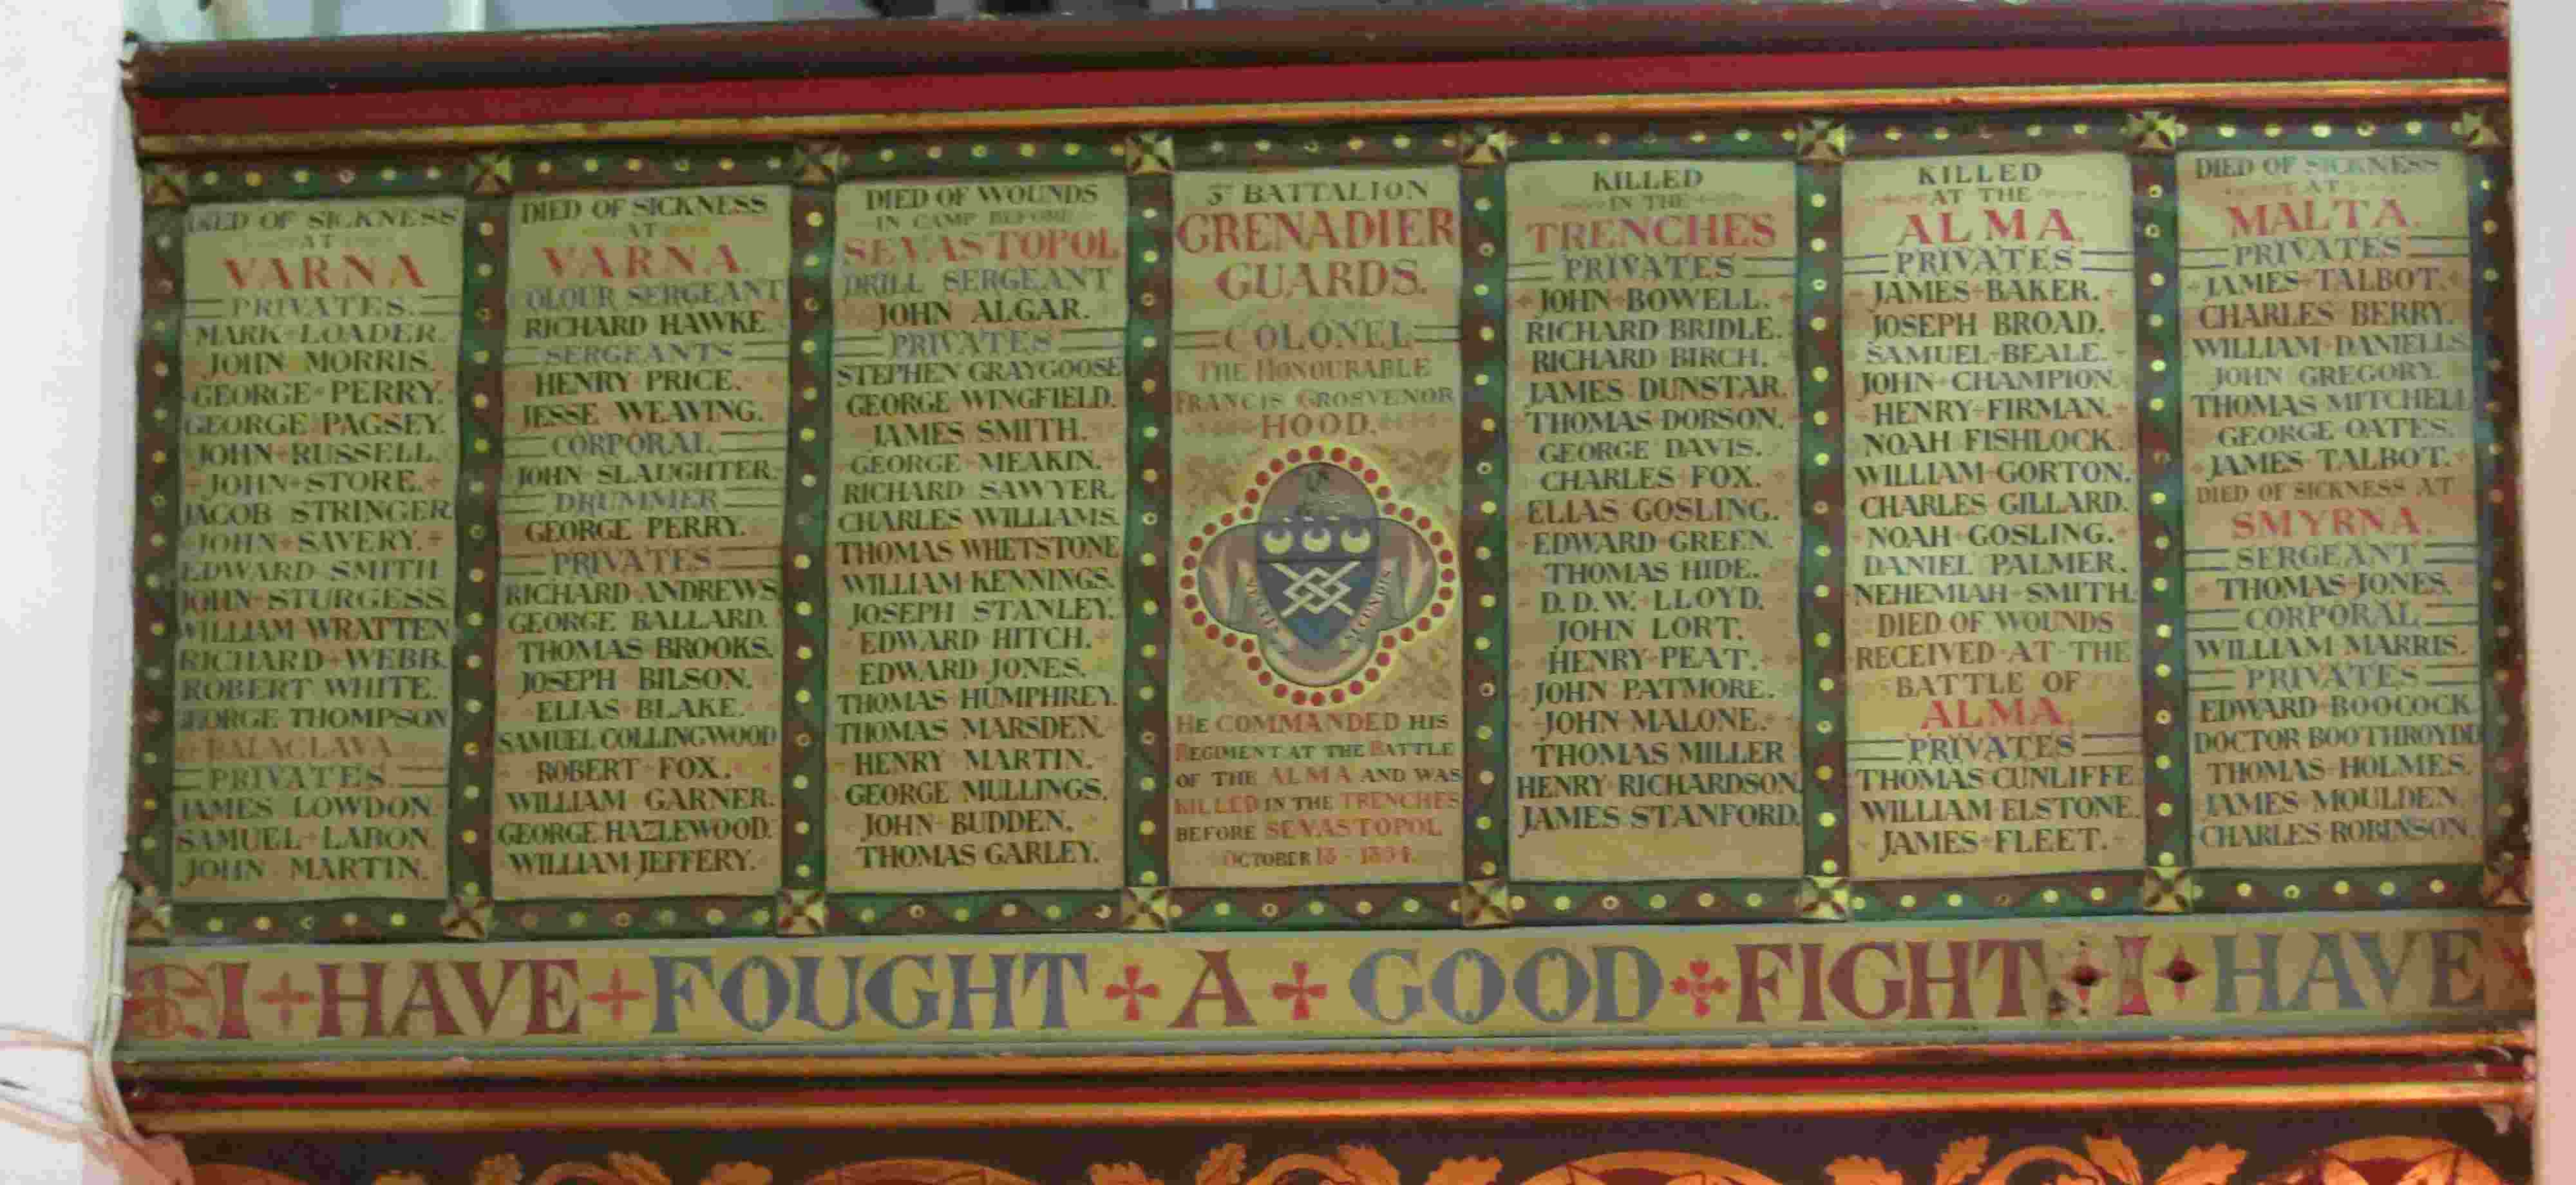 DIED OF SICKNESS
AT
VARNA
PRIVATES.
MARK LOADER.
JOHN MORRIS.
GEORGE PERRY.
GEORGE PAGSEY.
JOHN RUSSELL.
JOHN STORE.
JACOB STRINGER
JOHN SAVERY.
EDWARD SMITH
JOHN STURGESS.
WILLIAM WRATTEN
RICHARD WEBB.
ROBERT WHITE.
GEORGE THOMPSON
BALACLAVA
PRIVATES.
JAMES LOWDON.
SAMUEL LABON
JOHN MARTIN.
DIED OF SICKNESS
AT
VARNA.
COLOUR SERGEANT
RICHARD HAWKE
SERGEANTS
HENRY PRICE.
JESSE WEAVING.
CORPORAL
JOHN SLAUGHTER.
DRUMMER
GEORGE PERRY.
PRIVATES
RICHARD ANDREWS
GEORGE BALLARD.
THOMAS BROOKS.
JOSEPH BILSON.
ELIAS BLAKE.
SAMUEL COLLINGWOOD
ROBERT FOX.
WILLIAM GARNER.
GEORGE HAZLEWOOD.
WILLIAM JEFFERY.
DIED OF WOUNDS
IN CAMP BEFORE
SEVASTOPOL
DRILL SERGEANT
JOHN ALGAR.
PRIVATES
STEPHEN GRAYGOOSE
GEORGE WINGFIELD.
JAMES SMITH.
GEORGE MEAKIN.
RICHARD SAWYER.
CHARLES WILLIAMS.
THOMAS WHETSTONE
WILLIAM KENNINGS.
JOSEPH STANLEY.
EDWARD HITCH.
EDWARD JONES.
THOMAS HUMPHREY.
THOMAS MARSDEN.
HENRY MARTIN.
GEORGE MULLINGS.
JOHN BUDDEN.
THOMAS GARLEY.
BATTALION
GRENADIER
GUARDS.
COLONEL
THE HONOURABLE
FRANCIS GROSVENOR
HOOD.
HE COMMANDED HIS
REGIMENT AT THE BATTLE
OF THE ALMA AND WAS
KILLED IN THE TRENCHES
BEFORE SEVASTOPOL
OCTOBER 18 - 1854.
KILLED
IN THE
TRENCHES
PRIVATES
JOHN BOWELL.
RICHARD BRIDLE.
RICHARD BIRCH.
JAMES DUNSTAR.
THOMAS DOBSON.
GEORGE DAVIS.
CHARLES FOX.
ELIAS GOSLING.
EDWARD GREEN.
THOMAS HIDE.
D.D.W. LLOYD.
JOHN LORT.
HENRY PEAT.
JOHN PATMORE.
JOHN MALONE.
THOMAS MILLER
HENRY RICHARDSON.
JAMES STANFORD.
KILLED
AT THE
ALMA.
PRIVATES
JAMES BAKER.
JOSEPH BROAD.
SAMUEL BEALE.
JOHN CHAMPION.
HENRY FIRMAN.
NOAH FISHLOCK.
WILLIAM GORTON.
CHARLES GILLARD.
NOAH GOSLING.
DANIEL PALMER.
NEHEMIAH SMITH.
DIED OF WOUNDS
RECEIVED AT THE
BATTLE OF
ALMA.
PRIVATES
THOMAS CUNLIFFE
WILLIAM ELSTONE.
JAMES FLEET.
DIED OF SICKNESS
AT
MALTA.
PRIVATES
JAMES TALBOT.
CHARLES BERRY.
WILLIAM DANIELLS
JOHN GREGORY.
THOMAS MITCHELL
GEORGE OATES.
JAMES TALBOT.
DIED OF SICKNESS AT
SMYRNA.
SERGEANT
THOMAS JONES.
CORPORAL
WILLIAM MARRIS.
PRIVATES
EDWARD BOOCOCK
DOCTOR BOOTHROYDD
THOMAS HOLMES.
JAMES MOULDEN.
CHARLES ROBINSON.
I + HAVE + FOUGHT + A + GOOD + FIGHT + I + HAVE